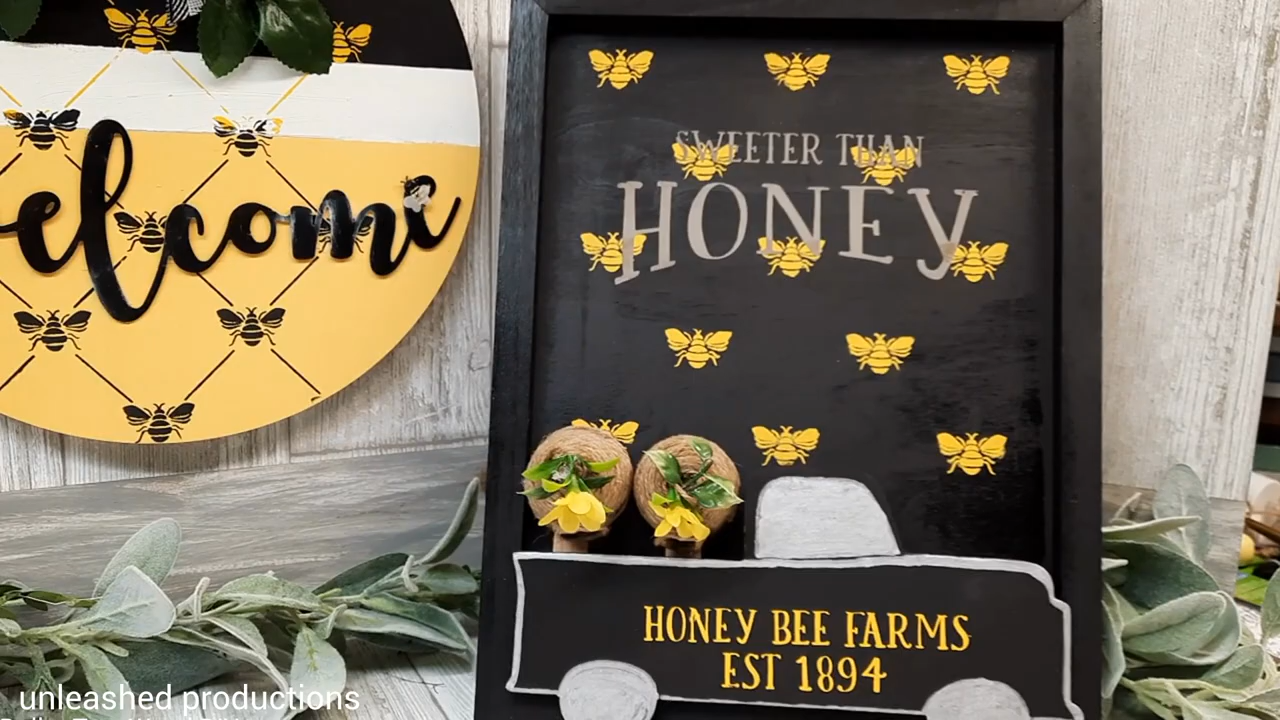 elcome
SWEETER THAN
HONEY
HONEY BEE FARMS
EST 1894
unleashed productions